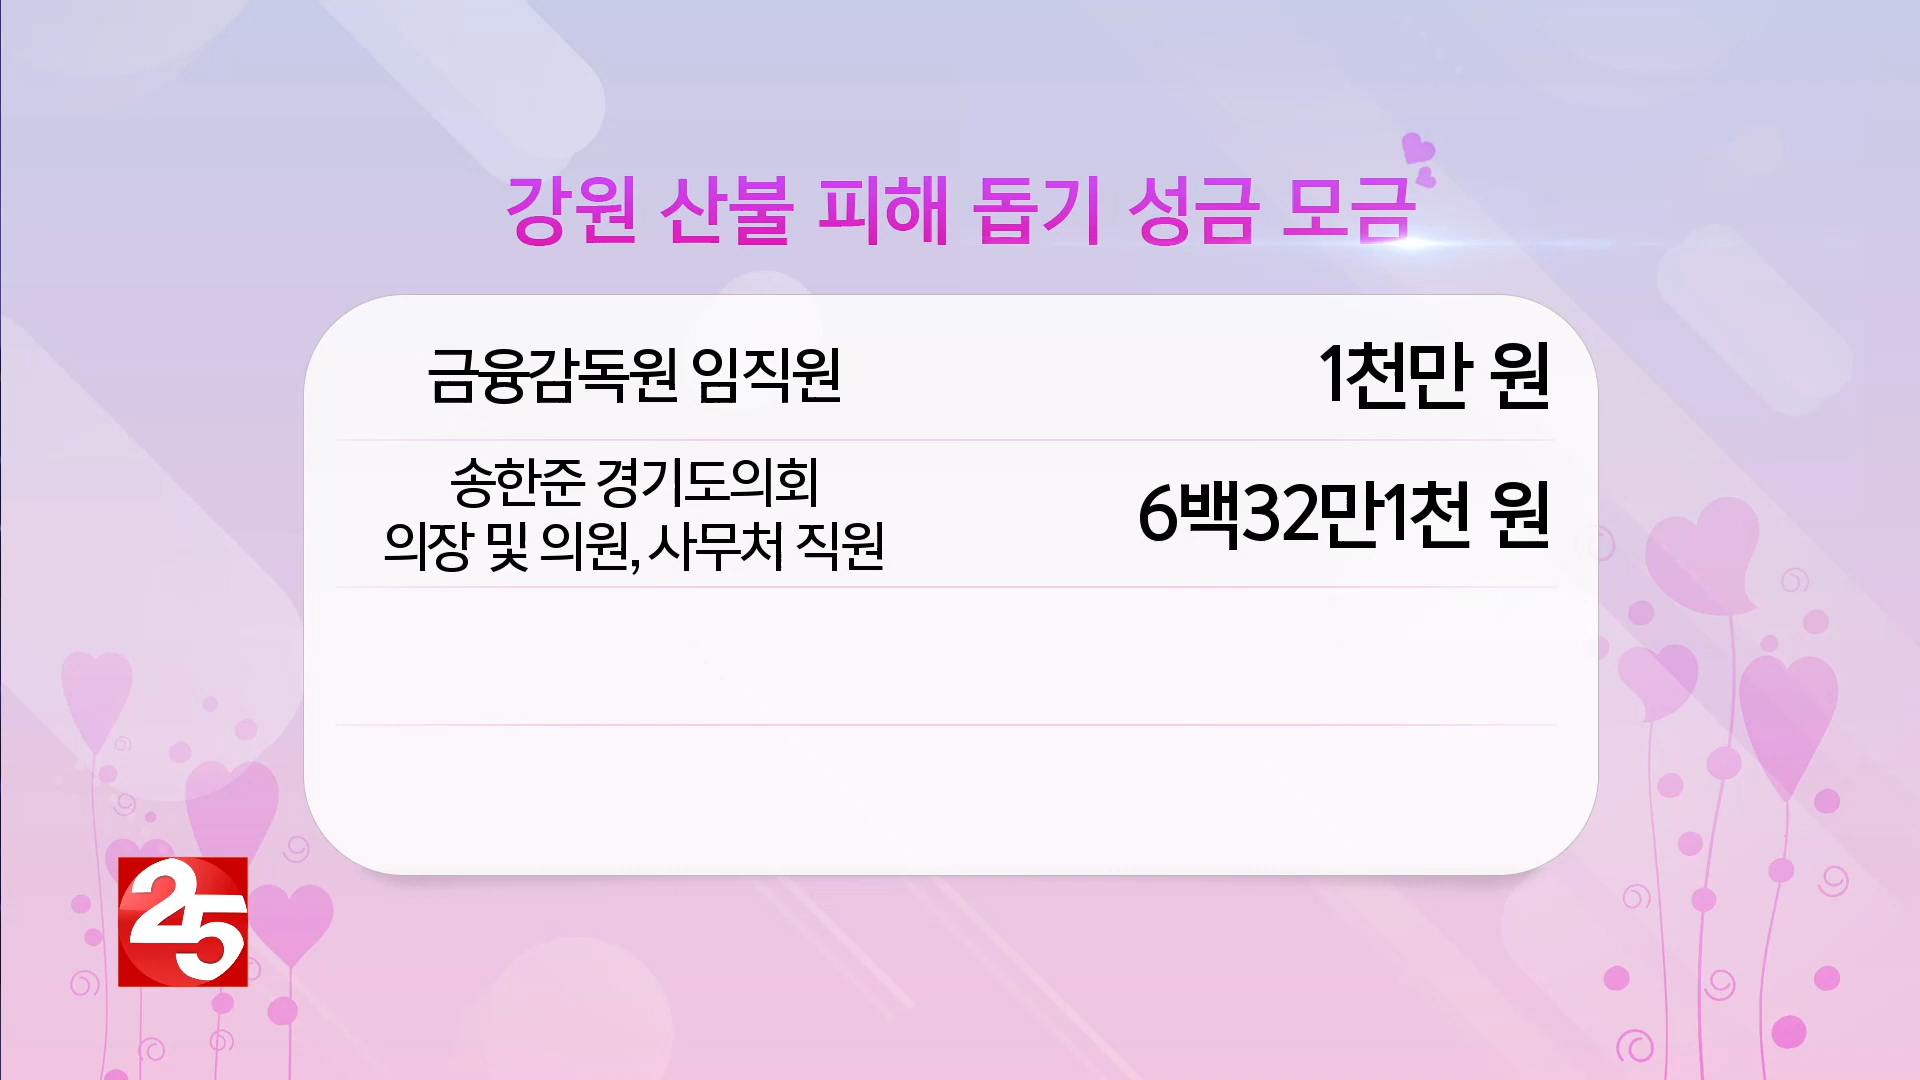 강원 산불 피해 돕기 성금 모금
금융감독원 임직원
1천만 원
송한준 경기도의회
의장 및 의원, 사무처 직원
6백32만1천 원
25